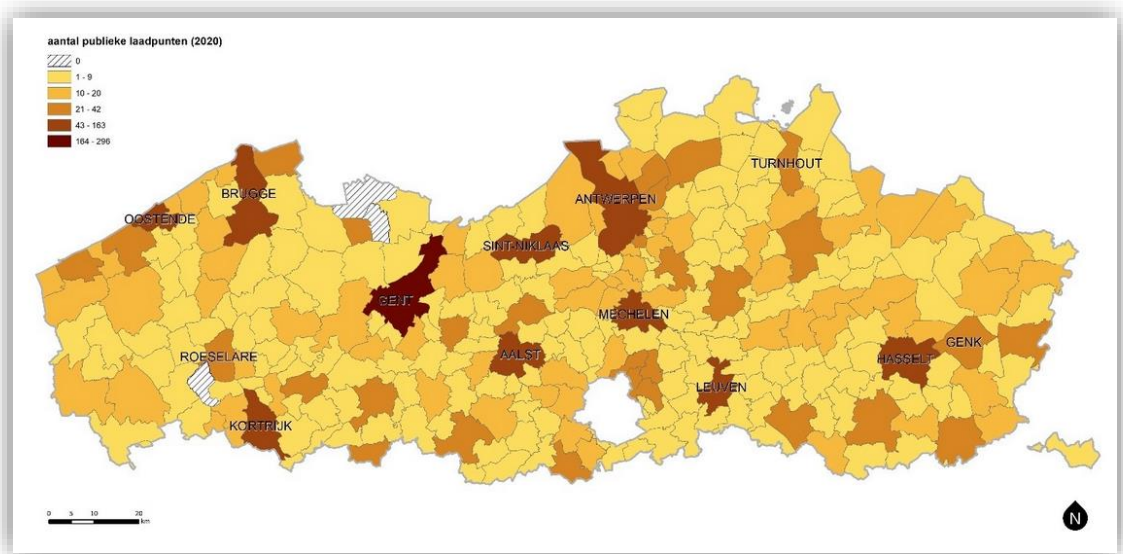 aantal publieke laadpunten (2020)
0
1 - 9
10 - 20
21 - 42
43 - 163
164 - 296
TURNHOUT
BRUGGE
ANTWERPEN
OOSTENDE
SINT-NIKLAAS
GENT
MECHELEN
GENK
ROESELARE
AALST
HASSELT
LEUVEN
KORTRIJK
0 5 10 20
km
N